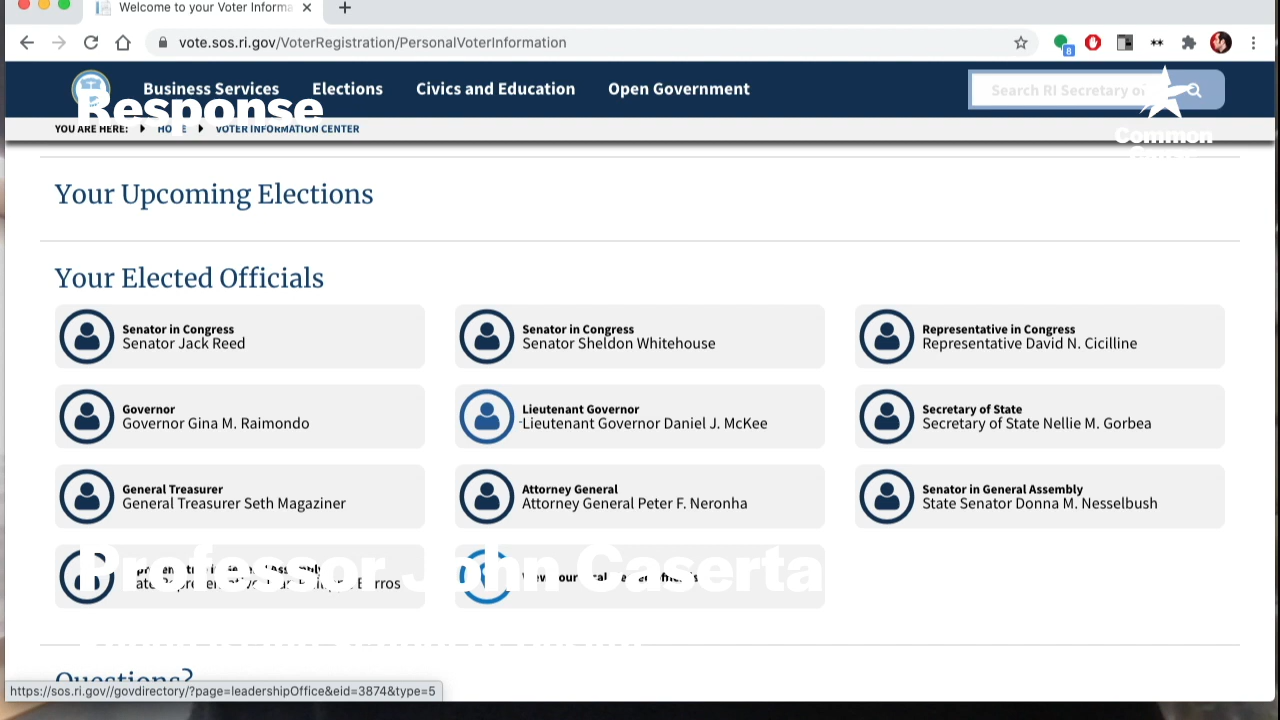 Welcome to your Voter Informa
vote.sos.ri.gov/VoterRegistration/PersonalVoterInformation
8
Business Services Elections Civics and Education Open Government Search RI Secretary of
Response
Common
YOU ARE HERE: HOME VOTER INFORMATION CENTER
Your Upcoming Elections
Your Elected Officials
Senator in Congress
Senator Jack Reed
Senator in Congress
Senator Sheldon Whitehouse
Representative in Congress
Representative David N. Cicilline
Governor
Governor Gina M. Raimondo
Lieutenant Governor
Lieutenant Governor Daniel J. McKee
Secretary of State
Secretary of State Nellie M. Gorbea
General Treasurer
General Treasurer Seth Magaziner
Attorney General
Attorney General Peter F. Neronha
Senator in General Assembly
State Senator Donna M. Nesselbush
Professor John Caserta
Questions?
https://sos.ri.gov//govdirectory/?page=leadershipOffice&eid=3874&type=5